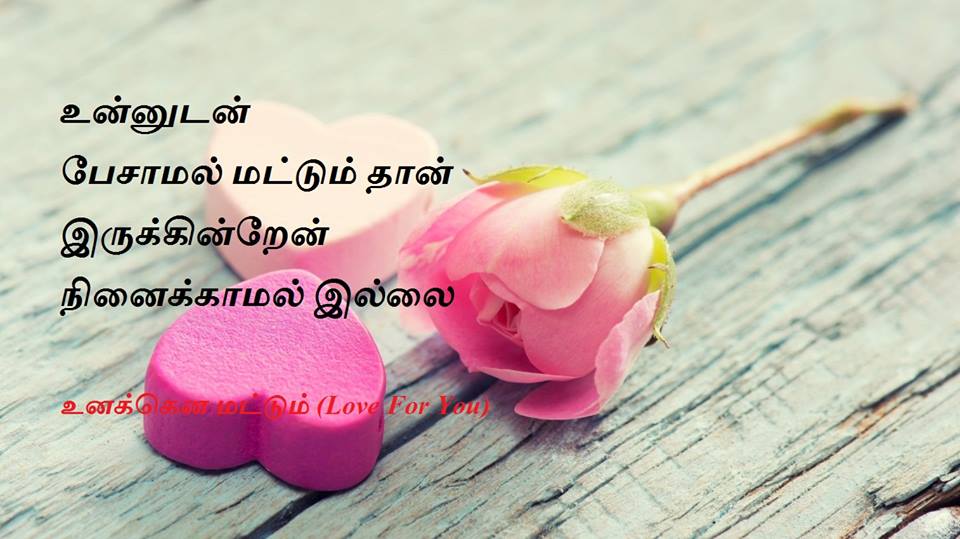 உன்னுடன்
பேசாமல் மட்டும் தான்
இருக்கின்றேன்
நினைக்காமல் இல்லை
உனக்கென மட்டும் (Love For You)